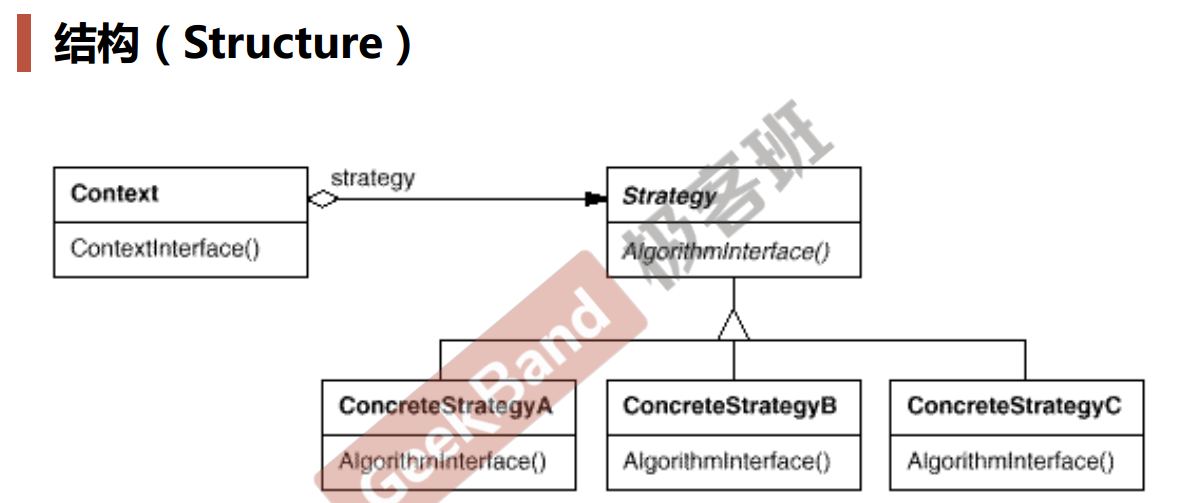 结构（Structure）
strategy
Context
Strategy
ContextInterface()
AlgorithmInterface()
极客班
GeekBand
ConcreteStrategyA
ConcreteStrategyB
ConcreteStrategyC
AlgorithmInterface()
AlgorithmInterface()
AlgorithmInterface()